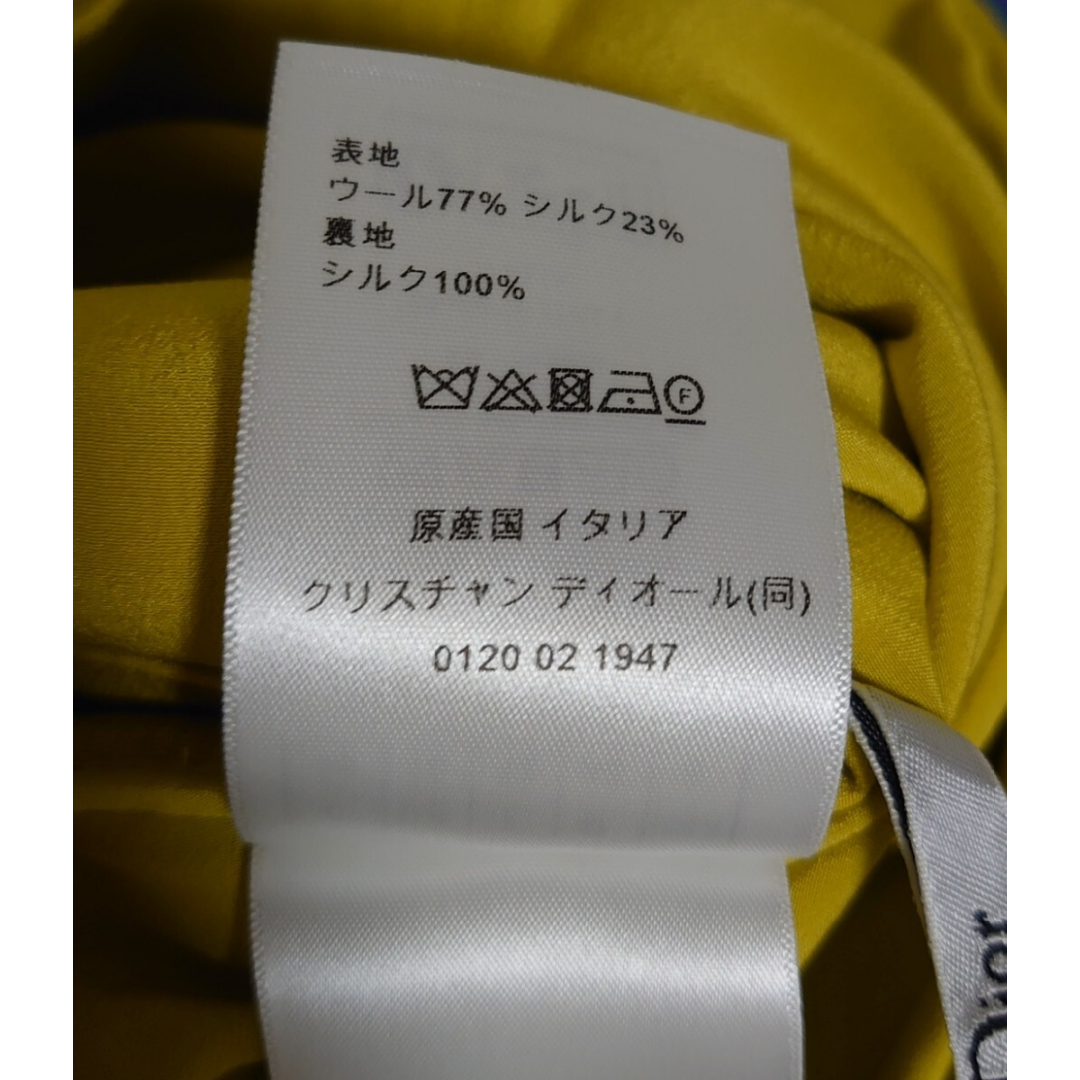 表地
ウール77% シルク23%
裏地
シルク100%
F
原産国 イタリア
クリスチャン ディオール(同)
0120 02 1947
Dior